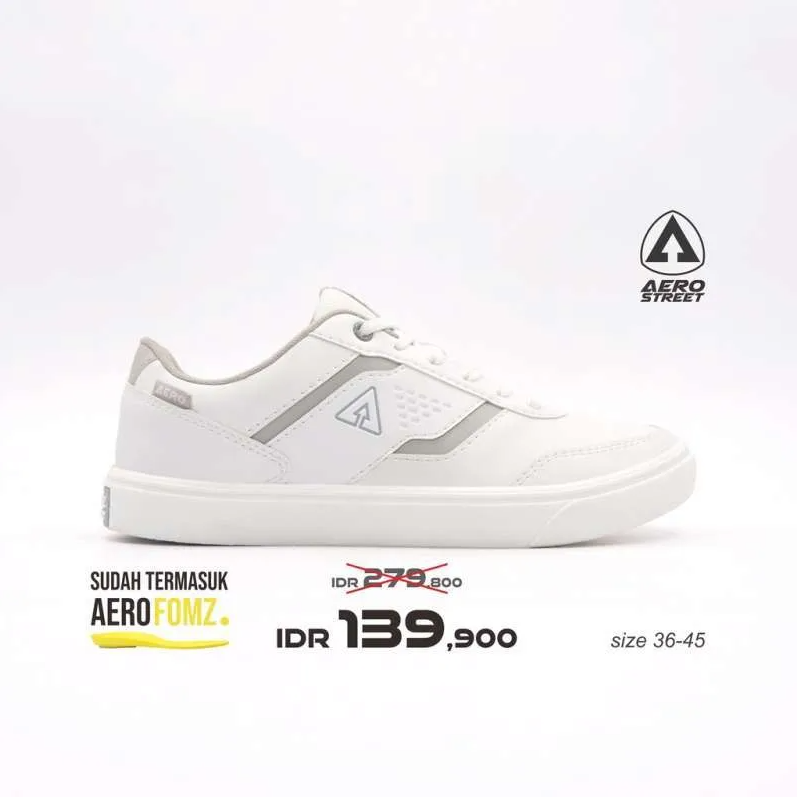 AERO
STREET
AERO
SUDAH TERMASUK
AEROFOMZ.
IDR 279.800
IDR 139,900
size 36-45